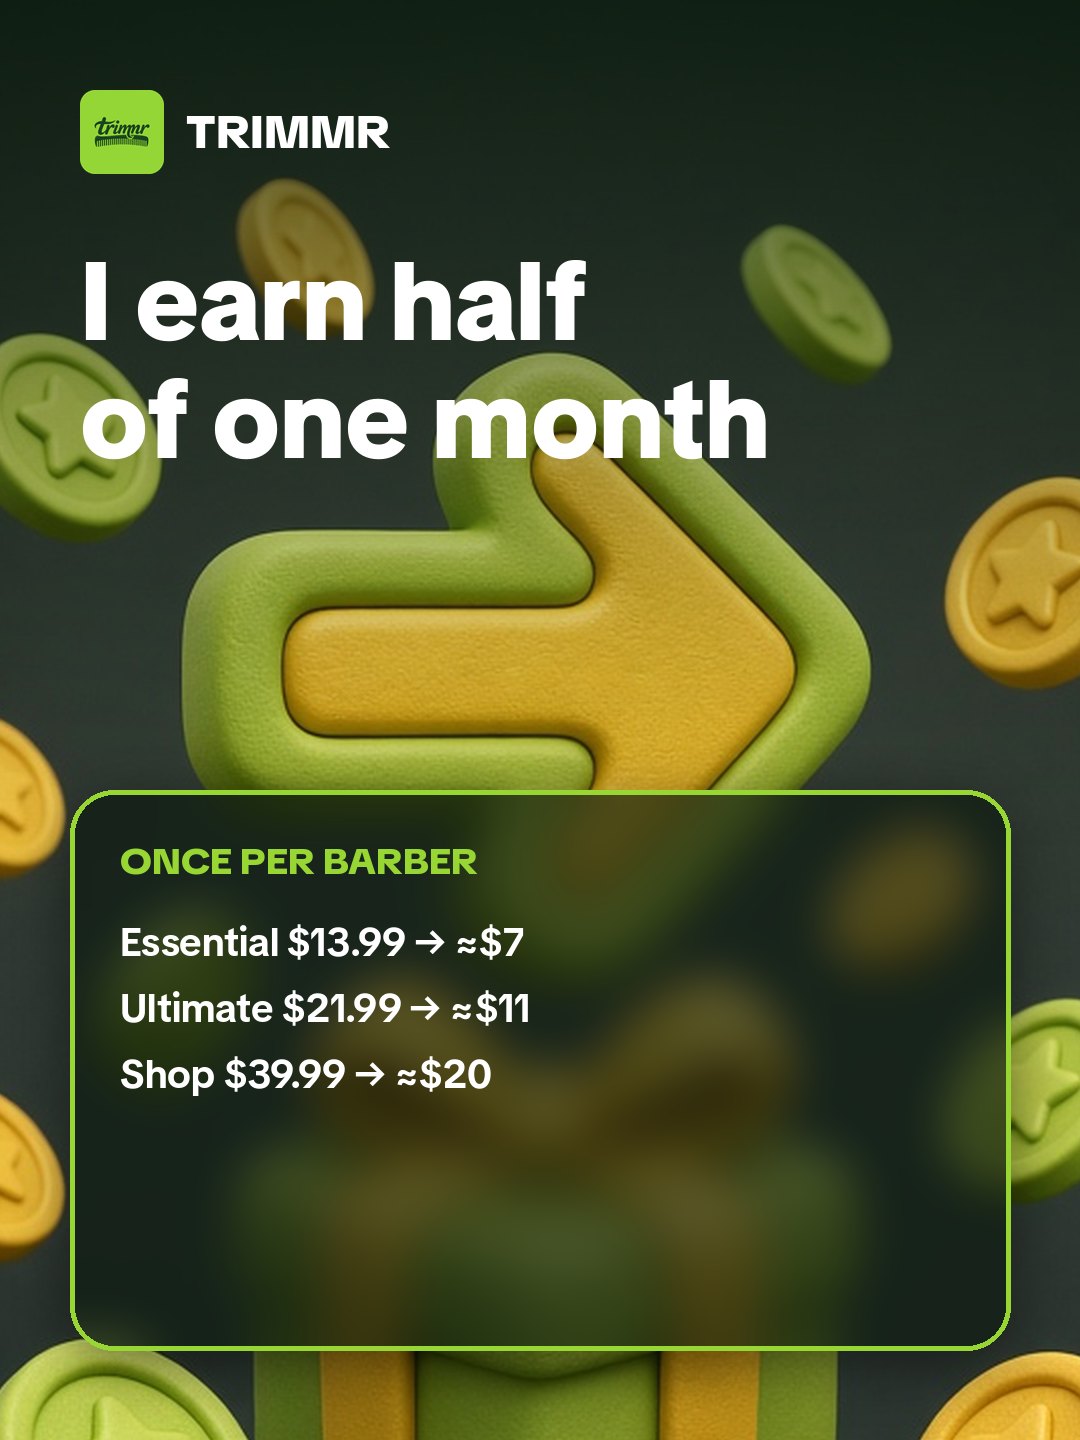 trimmr
TRIMMR
I earn half
of one month
ONCE PER BARBER
Essential $13.99 → ≈$7
Ultimate $21.99 → ≈$11
Shop $39.99 → ≈$20